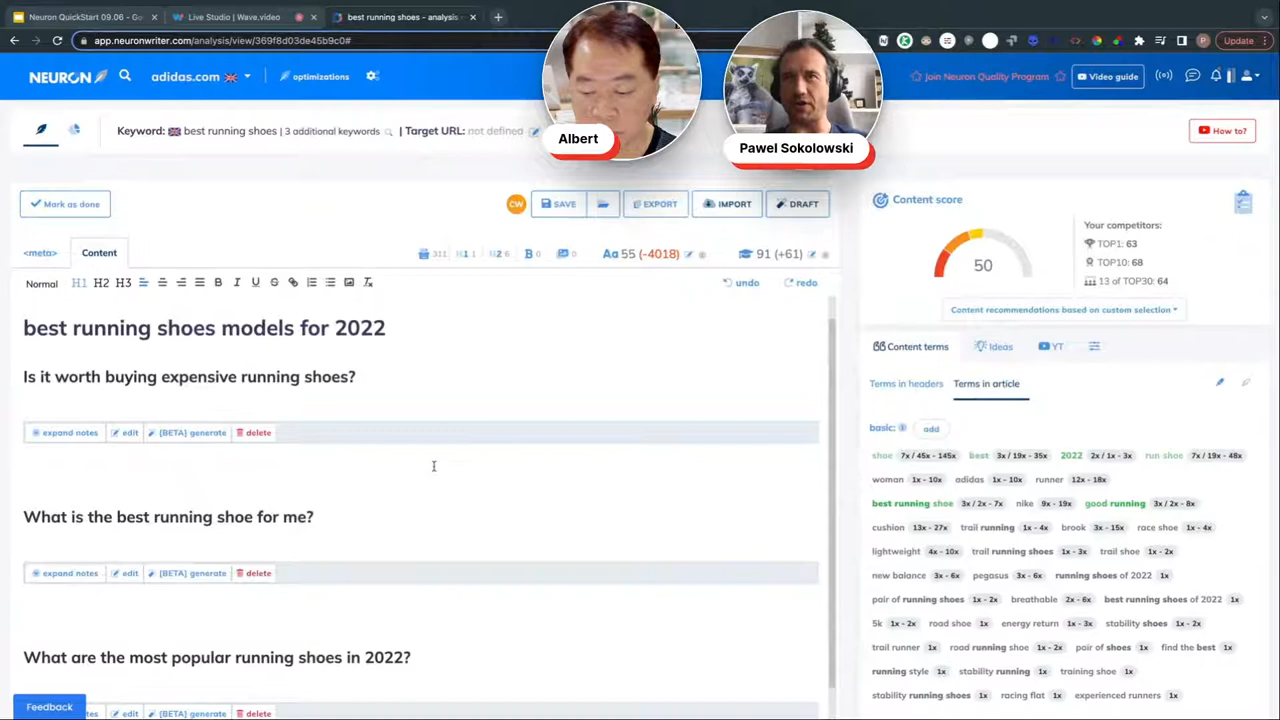 Neuron QuickStart 09.06 - Go
Live Studio | Wave.video
best running shoes - analysis
app.neuronwriter.com/analysis/view/369f8d03de45b9c0#
Update
NEURON
adidas.com
optimizations
Join Neuron Quality Program
Video guide
Albert
Pawel Sokolowski
Keyword: best running shoes | 3 additional keywords | Target URL: not defined
How to?
Mark as done
CW
SAVE
EXPORT
IMPORT
DRAFT
<meta>
Content
311
H1 1
H2 6
B 0
0
Aa 55 (-4018)
91 (+61)
Normal
H1 H2 H3
B I U S
undo
redo
best running shoes models for 2022
Is it worth buying expensive running shoes?
expand notes edit [BETA] generate delete
What is the best running shoe for me?
expand notes edit [BETA] generate delete
What are the most popular running shoes in 2022?
notes edit [BETA] generate delete
Feedback
Content score
50
Your competitors:
TOP1: 63
TOP10: 68
13 of TOP30: 64
Content recommendations based on custom selection
Content terms
Ideas
YT
Terms in headers
Terms in article
basic: add
shoe 7x / 45x - 145x best 3x / 19x - 35x 2022 2x / 1x - 3x run shoe 7x / 19x - 48x
woman 1x - 10x adidas 1x - 10x runner 12x - 18x
best running shoe 3x / 2x - 7x nike 9x - 19x good running 3x / 2x - 8x
cushion 13x - 27x trail running 1x - 4x brook 3x - 15x race shoe 1x - 4x
lightweight 4x - 10x trail running shoes 1x - 3x trail shoe 1x - 2x
new balance 3x - 6x pegasus 3x - 6x running shoes of 2022 1x
pair of running shoes 1x - 2x breathable 2x - 6x best running shoes of 2022 1x
5k 1x - 2x road shoe 1x energy return 1x - 3x stability shoes 1x - 2x
trail runner 1x road running shoe 1x - 2x pair of shoes 1x find the best 1x
running style 1x stability running 1x training shoe 1x
stability running shoes 1x racing flat 1x experienced runners 1x